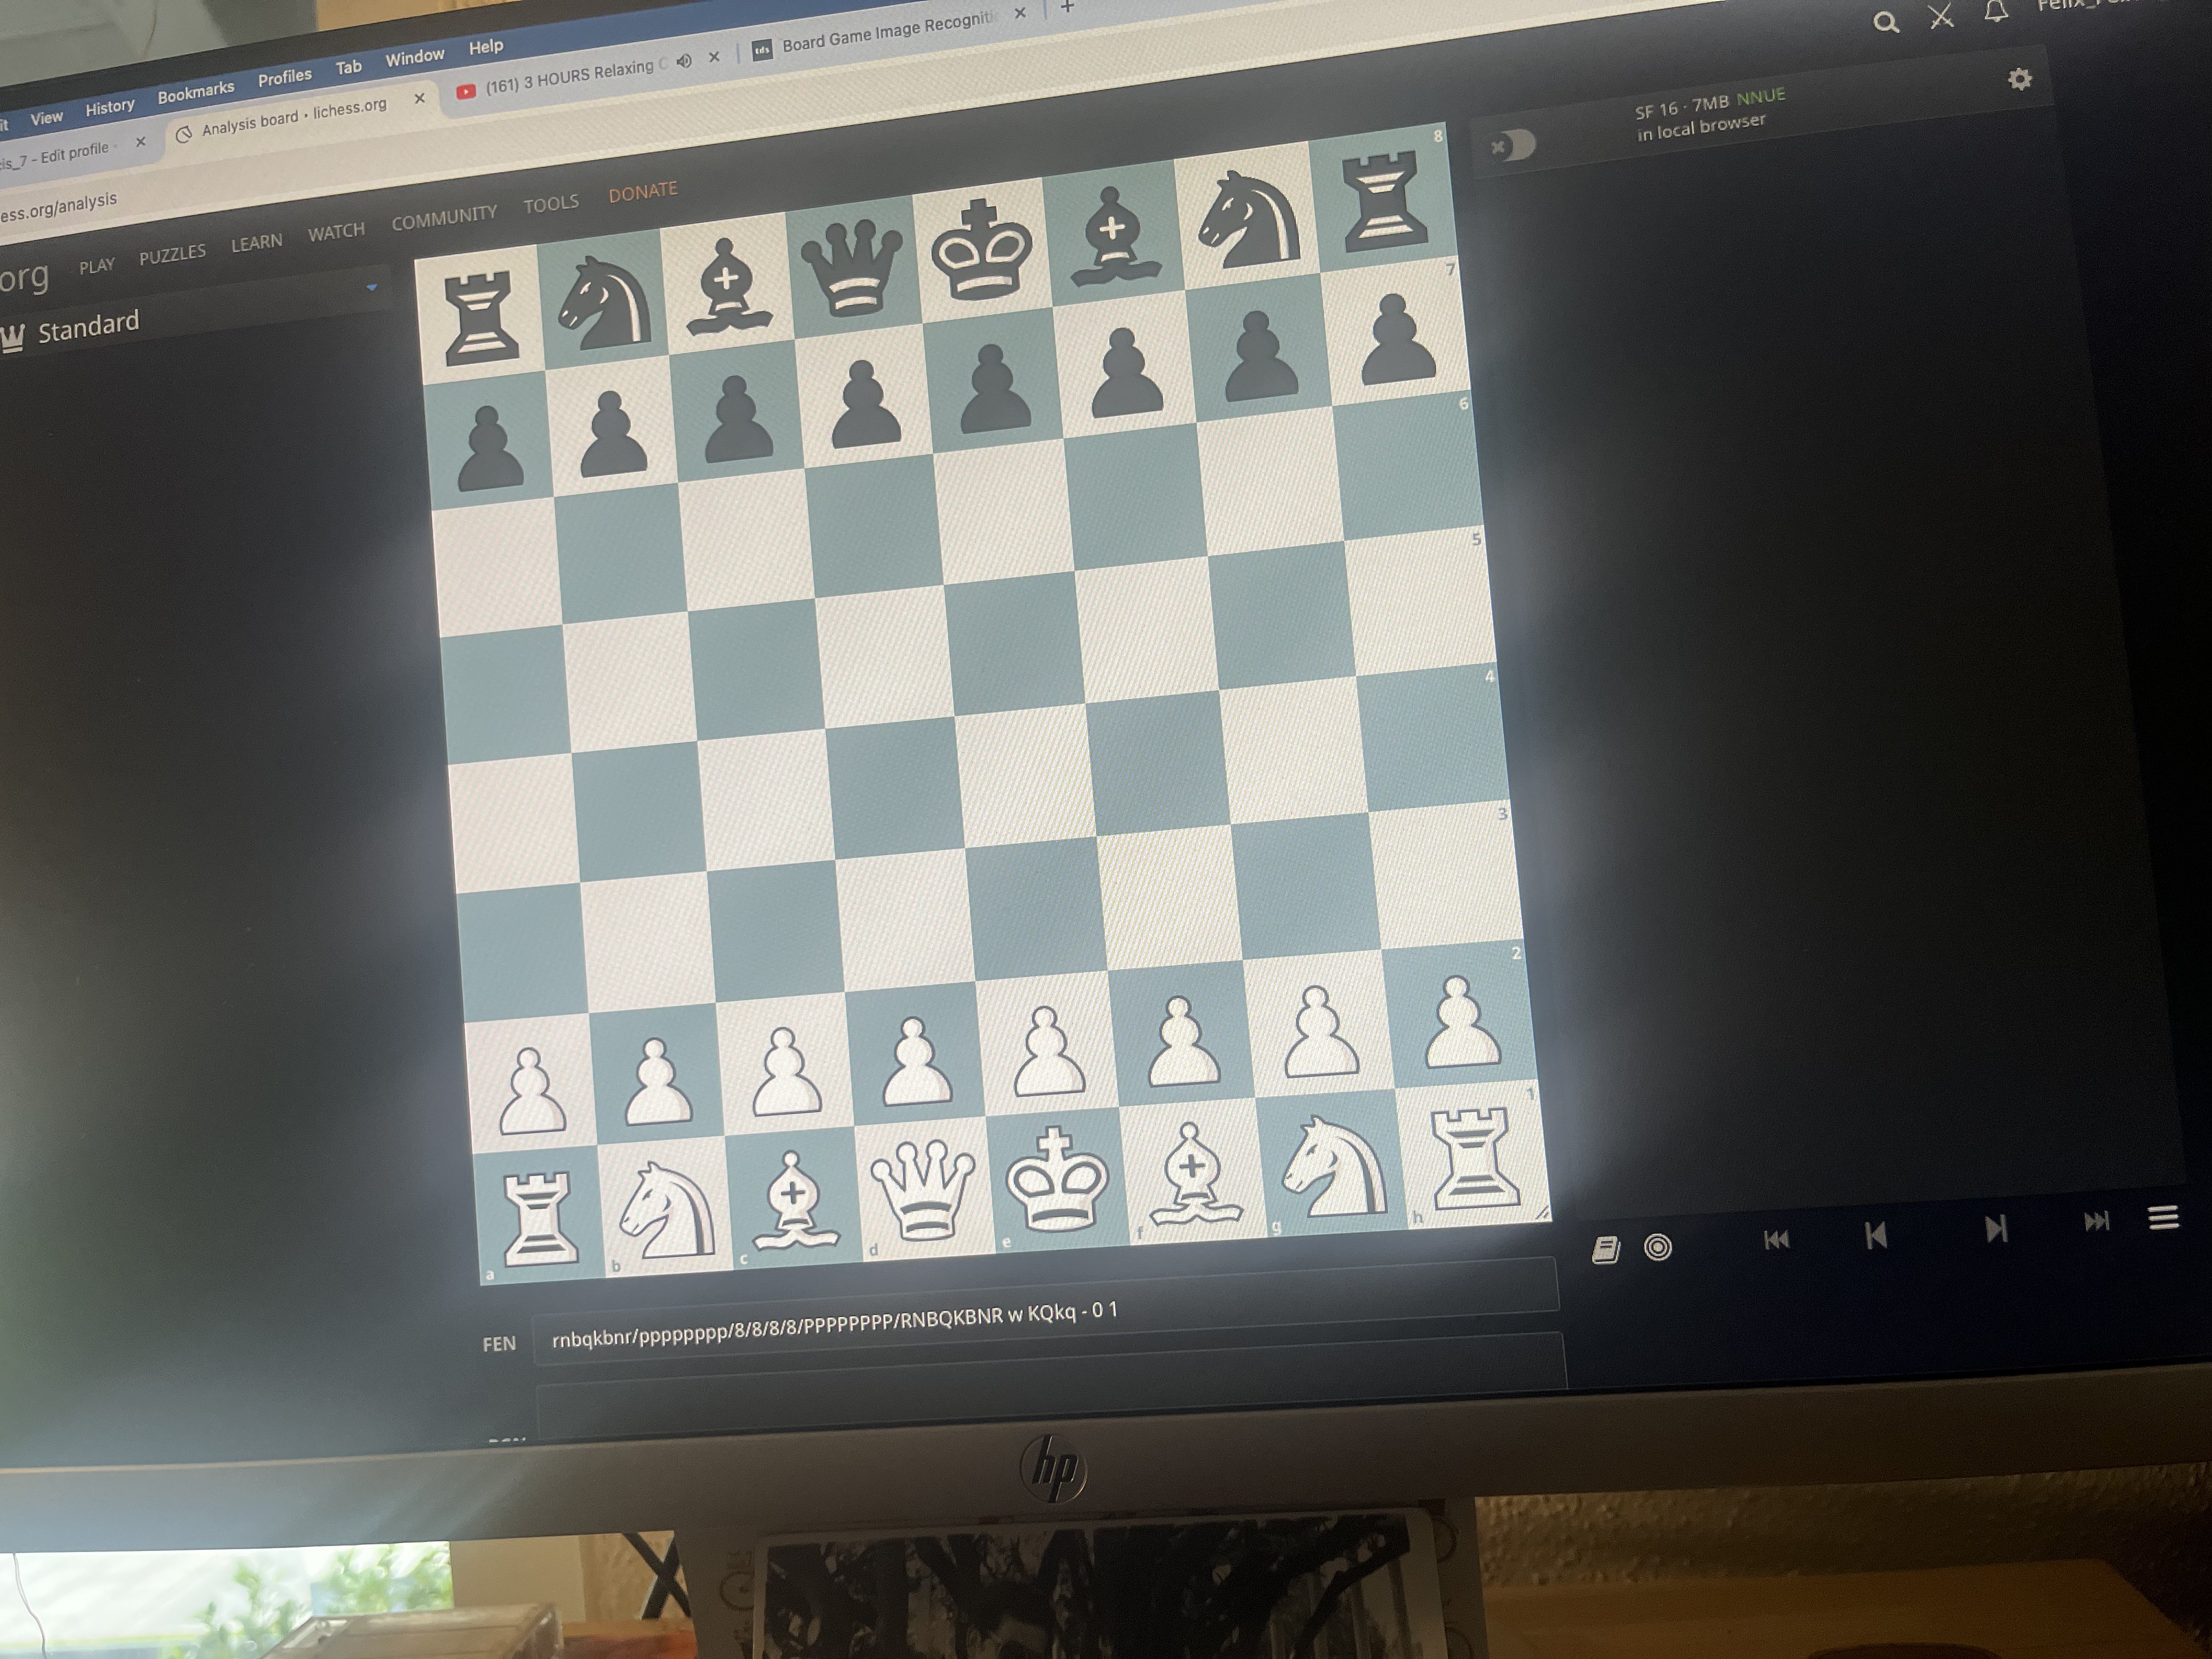 View History Bookmarks Profiles Tab Window Help
- Edit profile
Analysis board • lichess.org
(161) 3 HOURS Relaxing
tds Board Game Image Recogniti
ess.org/analysis
org PLAY PUZZLES LEARN WATCH COMMUNITY TOOLS DONATE
Standard
SF 16 · 7MB NNUE
in local browser
8
7
6
5
4
3
2
1
a b c d e f g h
FEN rnbqkbnr/pppppppp/8/8/8/8/PPPPPPPP/RNBQKBNR w KQkq - 0 1
hp